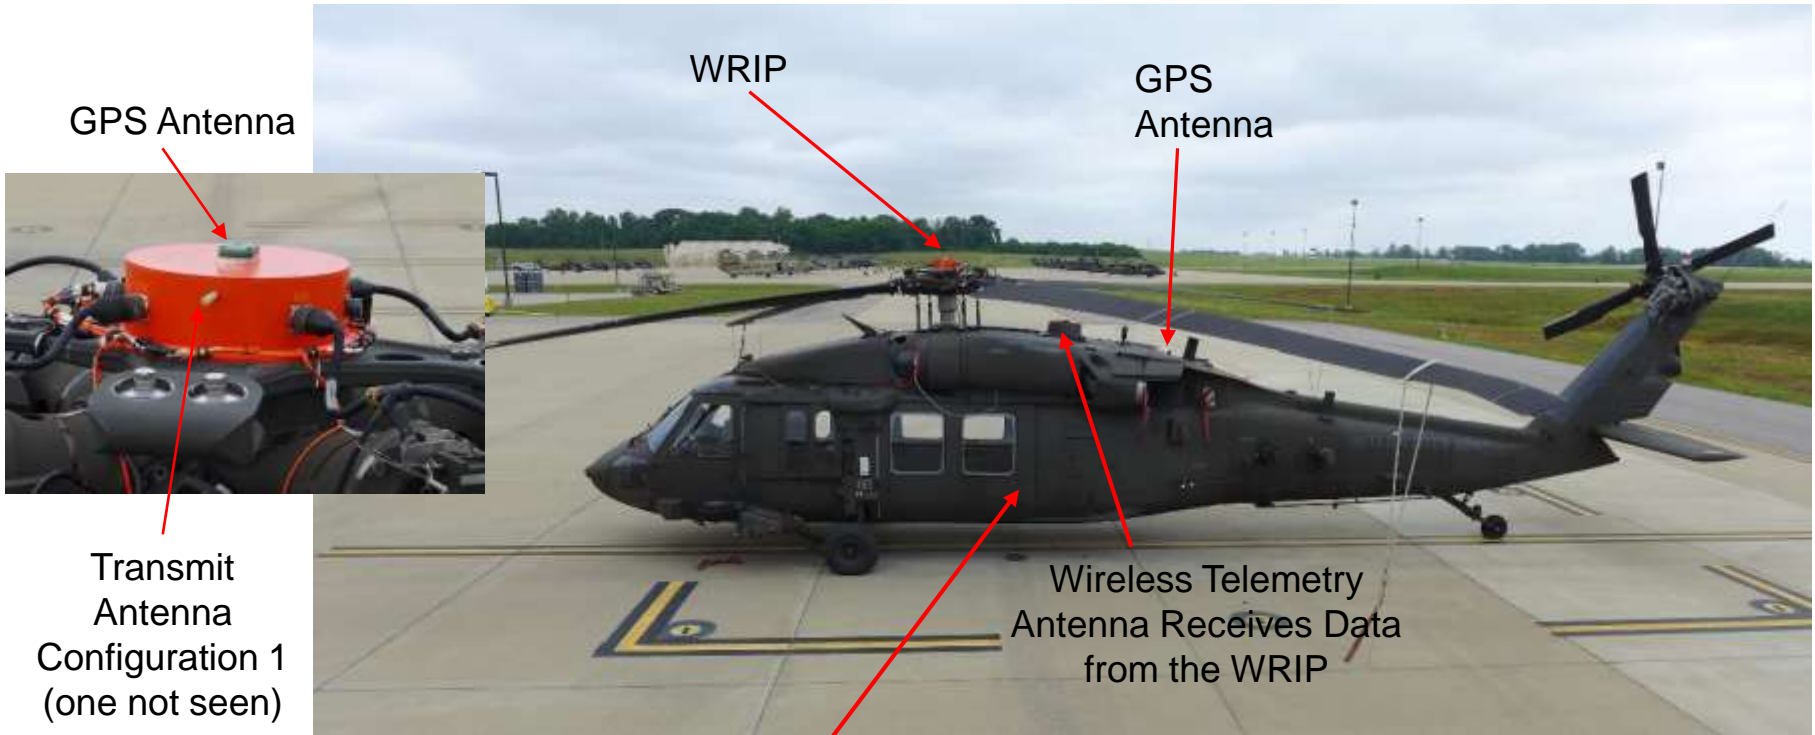 WRIP
GPS
Antenna
GPS Antenna
Transmit
Antenna
Configuration 1
(one not seen)
Wireless Telemetry
Antenna Receives Data
from the WRIP